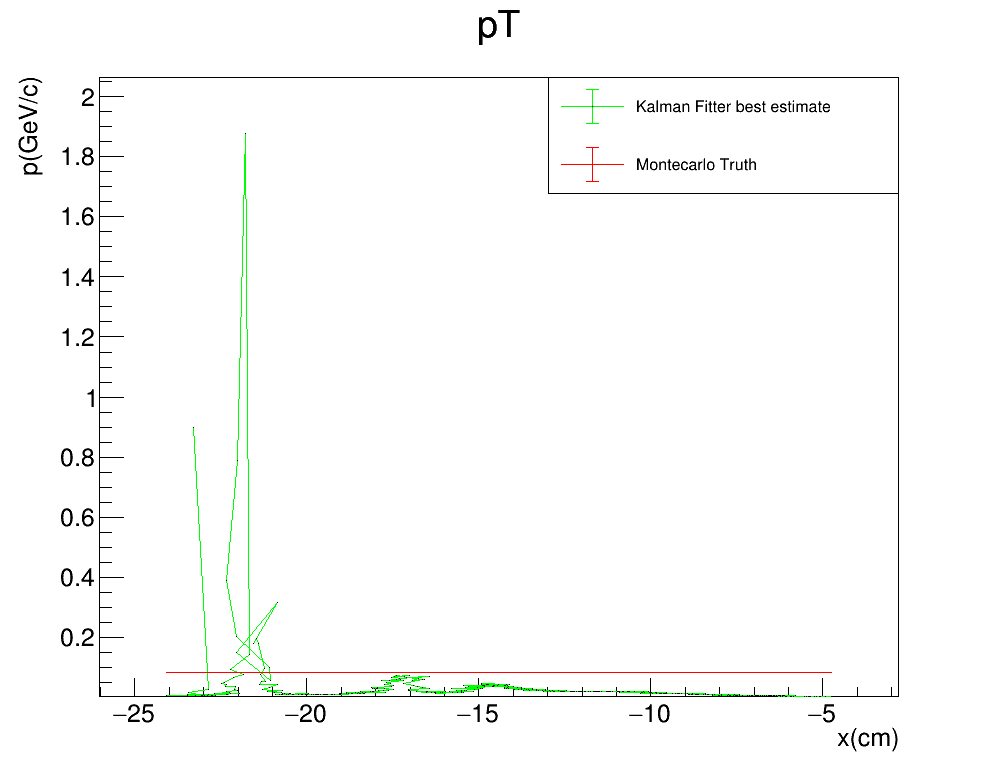 pT
p(GeV/c)
2
1.8
1.6
1.4
1.2
1
0.8
0.6
0.4
0.2
Kalman Fitter best estimate
Montecarlo Truth
−25 −20 −15 −10 −5
x(cm)